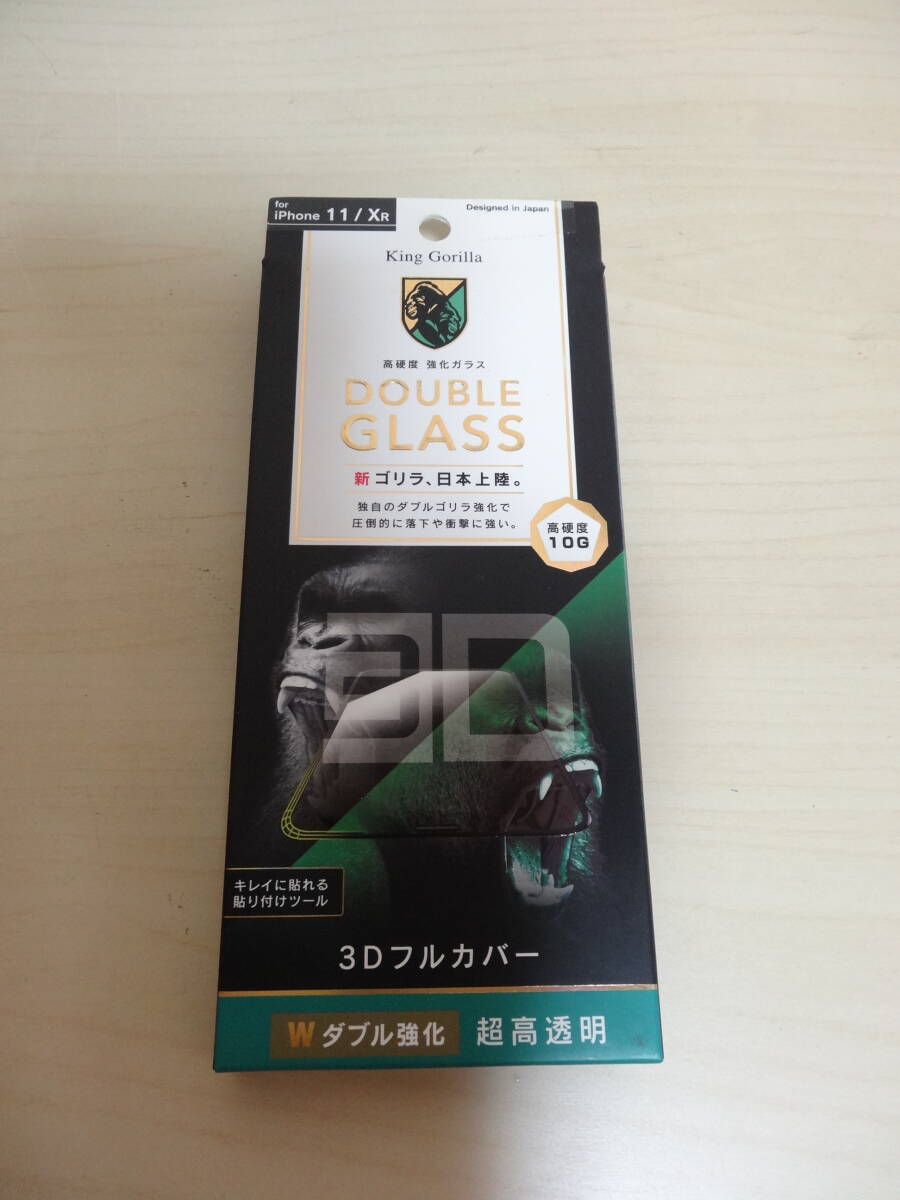 for
iPhone 11/XR
Designed in Japan
King Gorilla
高硬度 強化ガラス
DOUBLE
GLASS
新ゴリラ、日本上陸。
独自のダブルゴリラ強化で
圧倒的に落下や衝撃に強い。
高硬度
10G
3D
キレイに貼れる
貼り付けツール
3Dフルカバー
W ダブル強化 超高透明